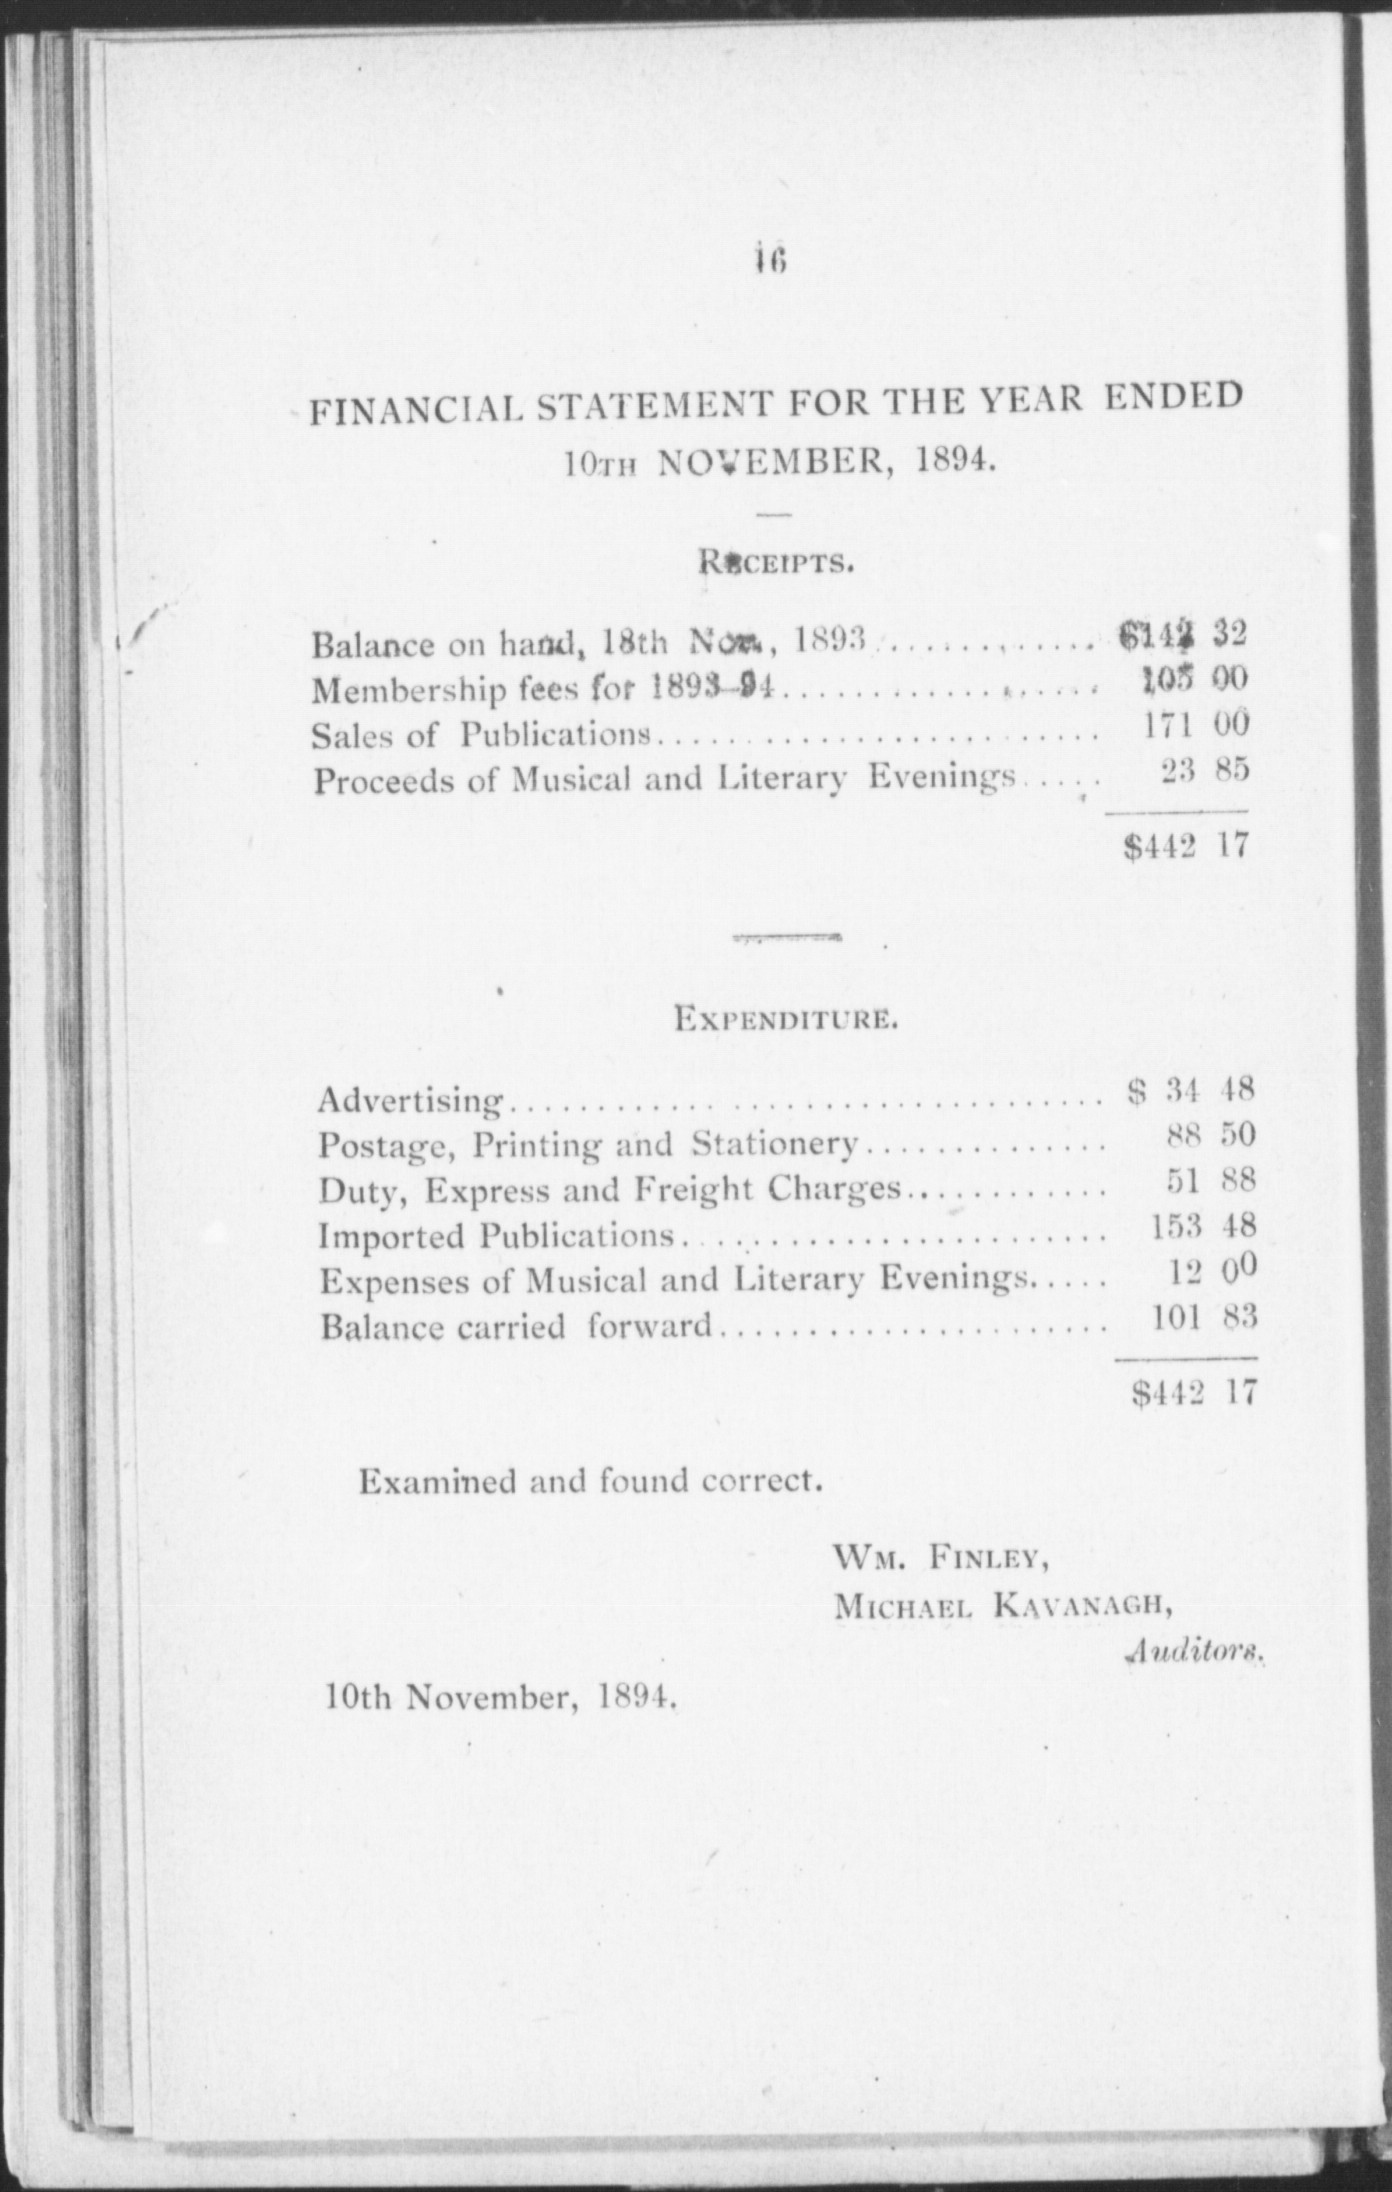 16
FINANCIAL STATEMENT FOR THE YEAR ENDED
10TH NOVEMBER, 1894.
RECEIPTS.
Balance on hand, 18th Nov., 1893 ............. $142 32
Membership fees for 1893-94................... 105 00
Sales of Publications......................... 171 00
Proceeds of Musical and Literary Evenings..... 23 85
$442 17
EXPENDITURE.
Advertising................................... $ 34 48
Postage, Printing and Stationery.............. 88 50
Duty, Express and Freight Charges............ 51 88
Imported Publications........................ 153 48
Expenses of Musical and Literary Evenings..... 12 00
Balance carried forward...................... 101 83
$442 17
Examined and found correct.
WM. FINLEY,
MICHAEL KAVANAGH,
Auditors.
10th November, 1894.